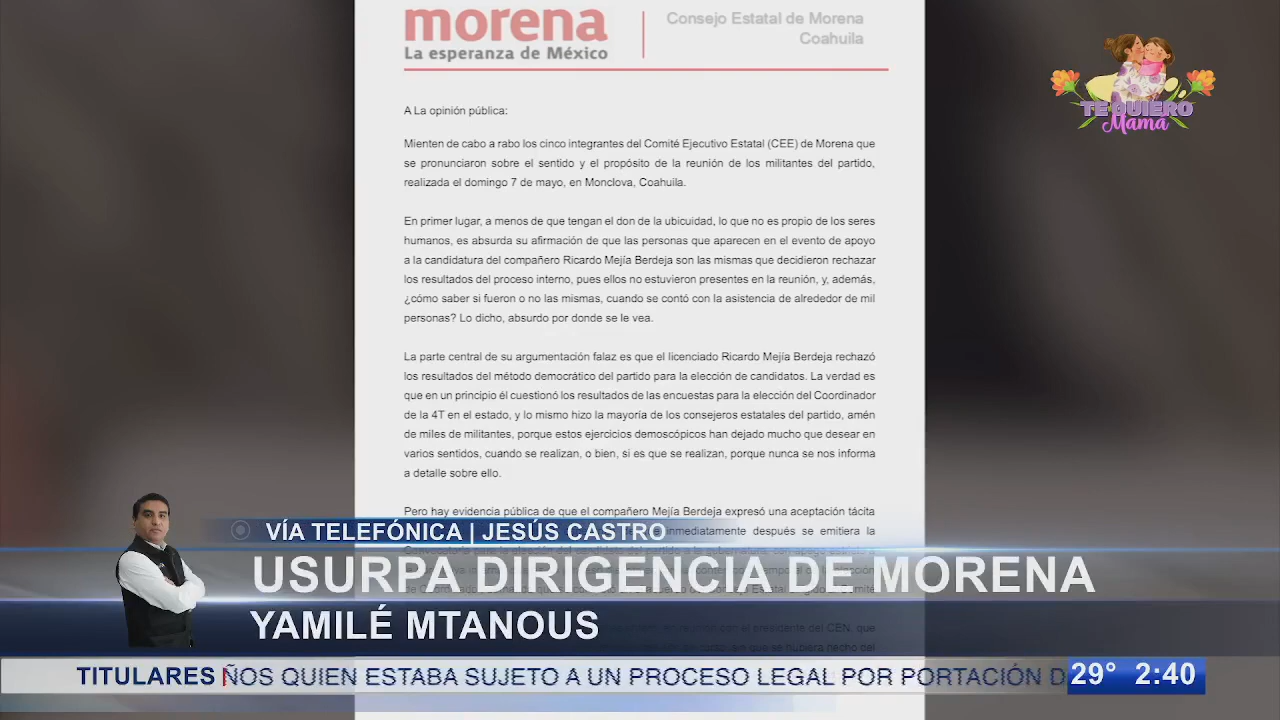 morena
La esperanza de México
Consejo Estatal de Morena
Coahuila
TE QUIERO
Mamá
A La opinión pública:
Mienten de cabo a rabo los cinco integrantes del Comité Ejecutivo Estatal (CEE) de Morena que
se pronunciaron sobre el sentido y el propósito de la reunión de los militantes del partido,
realizada el domingo 7 de mayo, en Monclova, Coahuila.
En primer lugar, a menos de que tengan el don de la ubicuidad, lo que no es propio de los seres
humanos, es absurda su afirmación de que las personas que aparecen en el evento de apoyo
a la candidatura del compañero Ricardo Mejía Berdeja son las mismas que decidieron rechazar
los resultados del proceso interno, pues ellos no estuvieron presentes en la reunión, y, además,
¿cómo saber si fueron o no las mismas, cuando se contó con la asistencia de alrededor de mil
personas? Lo dicho, absurdo por donde se le vea.
La parte central de su argumentación falaz es que el licenciado Ricardo Mejía Berdeja rechazó
los resultados del método democrático del partido para la elección de candidatos. La verdad es
que en un principio él cuestionó los resultados de las encuestas para la elección del Coordinador
de la 4T en el estado, y lo mismo hizo la mayoría de los consejeros estatales del partido, amén
de miles de militantes, porque estos ejercicios demoscópicos han dejado mucho que desear en
varios sentidos, cuando se realizan, o bien, si es que se realizan, porque nunca se nos informa
a detalle sobre ello.
Pero hay evidencia pública de que el compañero Mejía Berdeja expresó una aceptación tácita
inmediatamente después se emitiera la
VÍA TELEFÓNICA | JESÚS CASTRO
USURPA DIRIGENCIA DE MORENA
YAMILÉ MTANOUS
TITULARES ÑOS QUIEN ESTABA SUJETO A UN PROCESO LEGAL POR PORTACIÓN D
29° 2:40